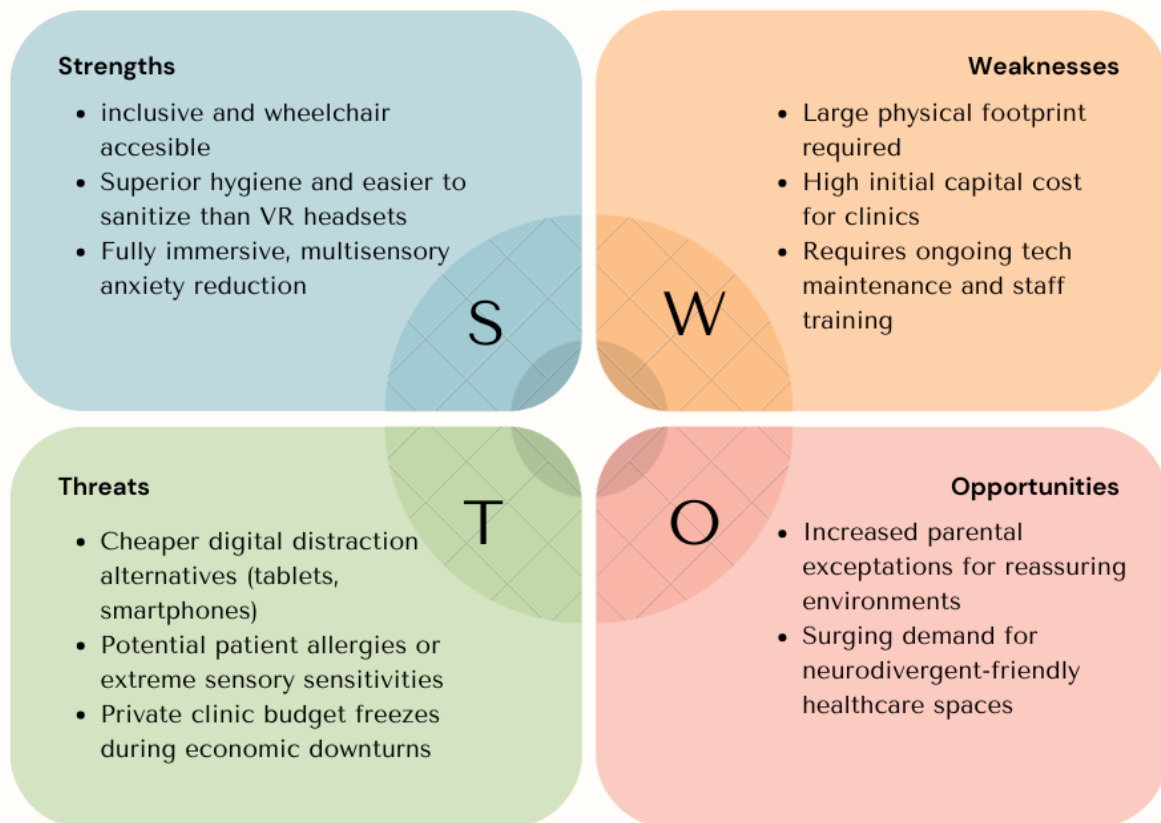 Strengths
inclusive and wheelchair
accesible
Superior hygiene and easier to
sanitize than VR headsets
Fully immersive, multisensory
anxiety reduction
S
Weaknesses
Large physical footprint
required
High initial capital cost
for clinics
Requires ongoing tech
maintenance and staff
training
W
Threats
Cheaper digital distraction
alternatives (tablets,
smartphones)
Potential patient allergies or
extreme sensory sensitivities
Private clinic budget freezes
during economic downturns
T
Opportunities
Increased parental
exceptations for reassuring
environments
Surging demand for
neurodivergent-friendly
healthcare spaces
O